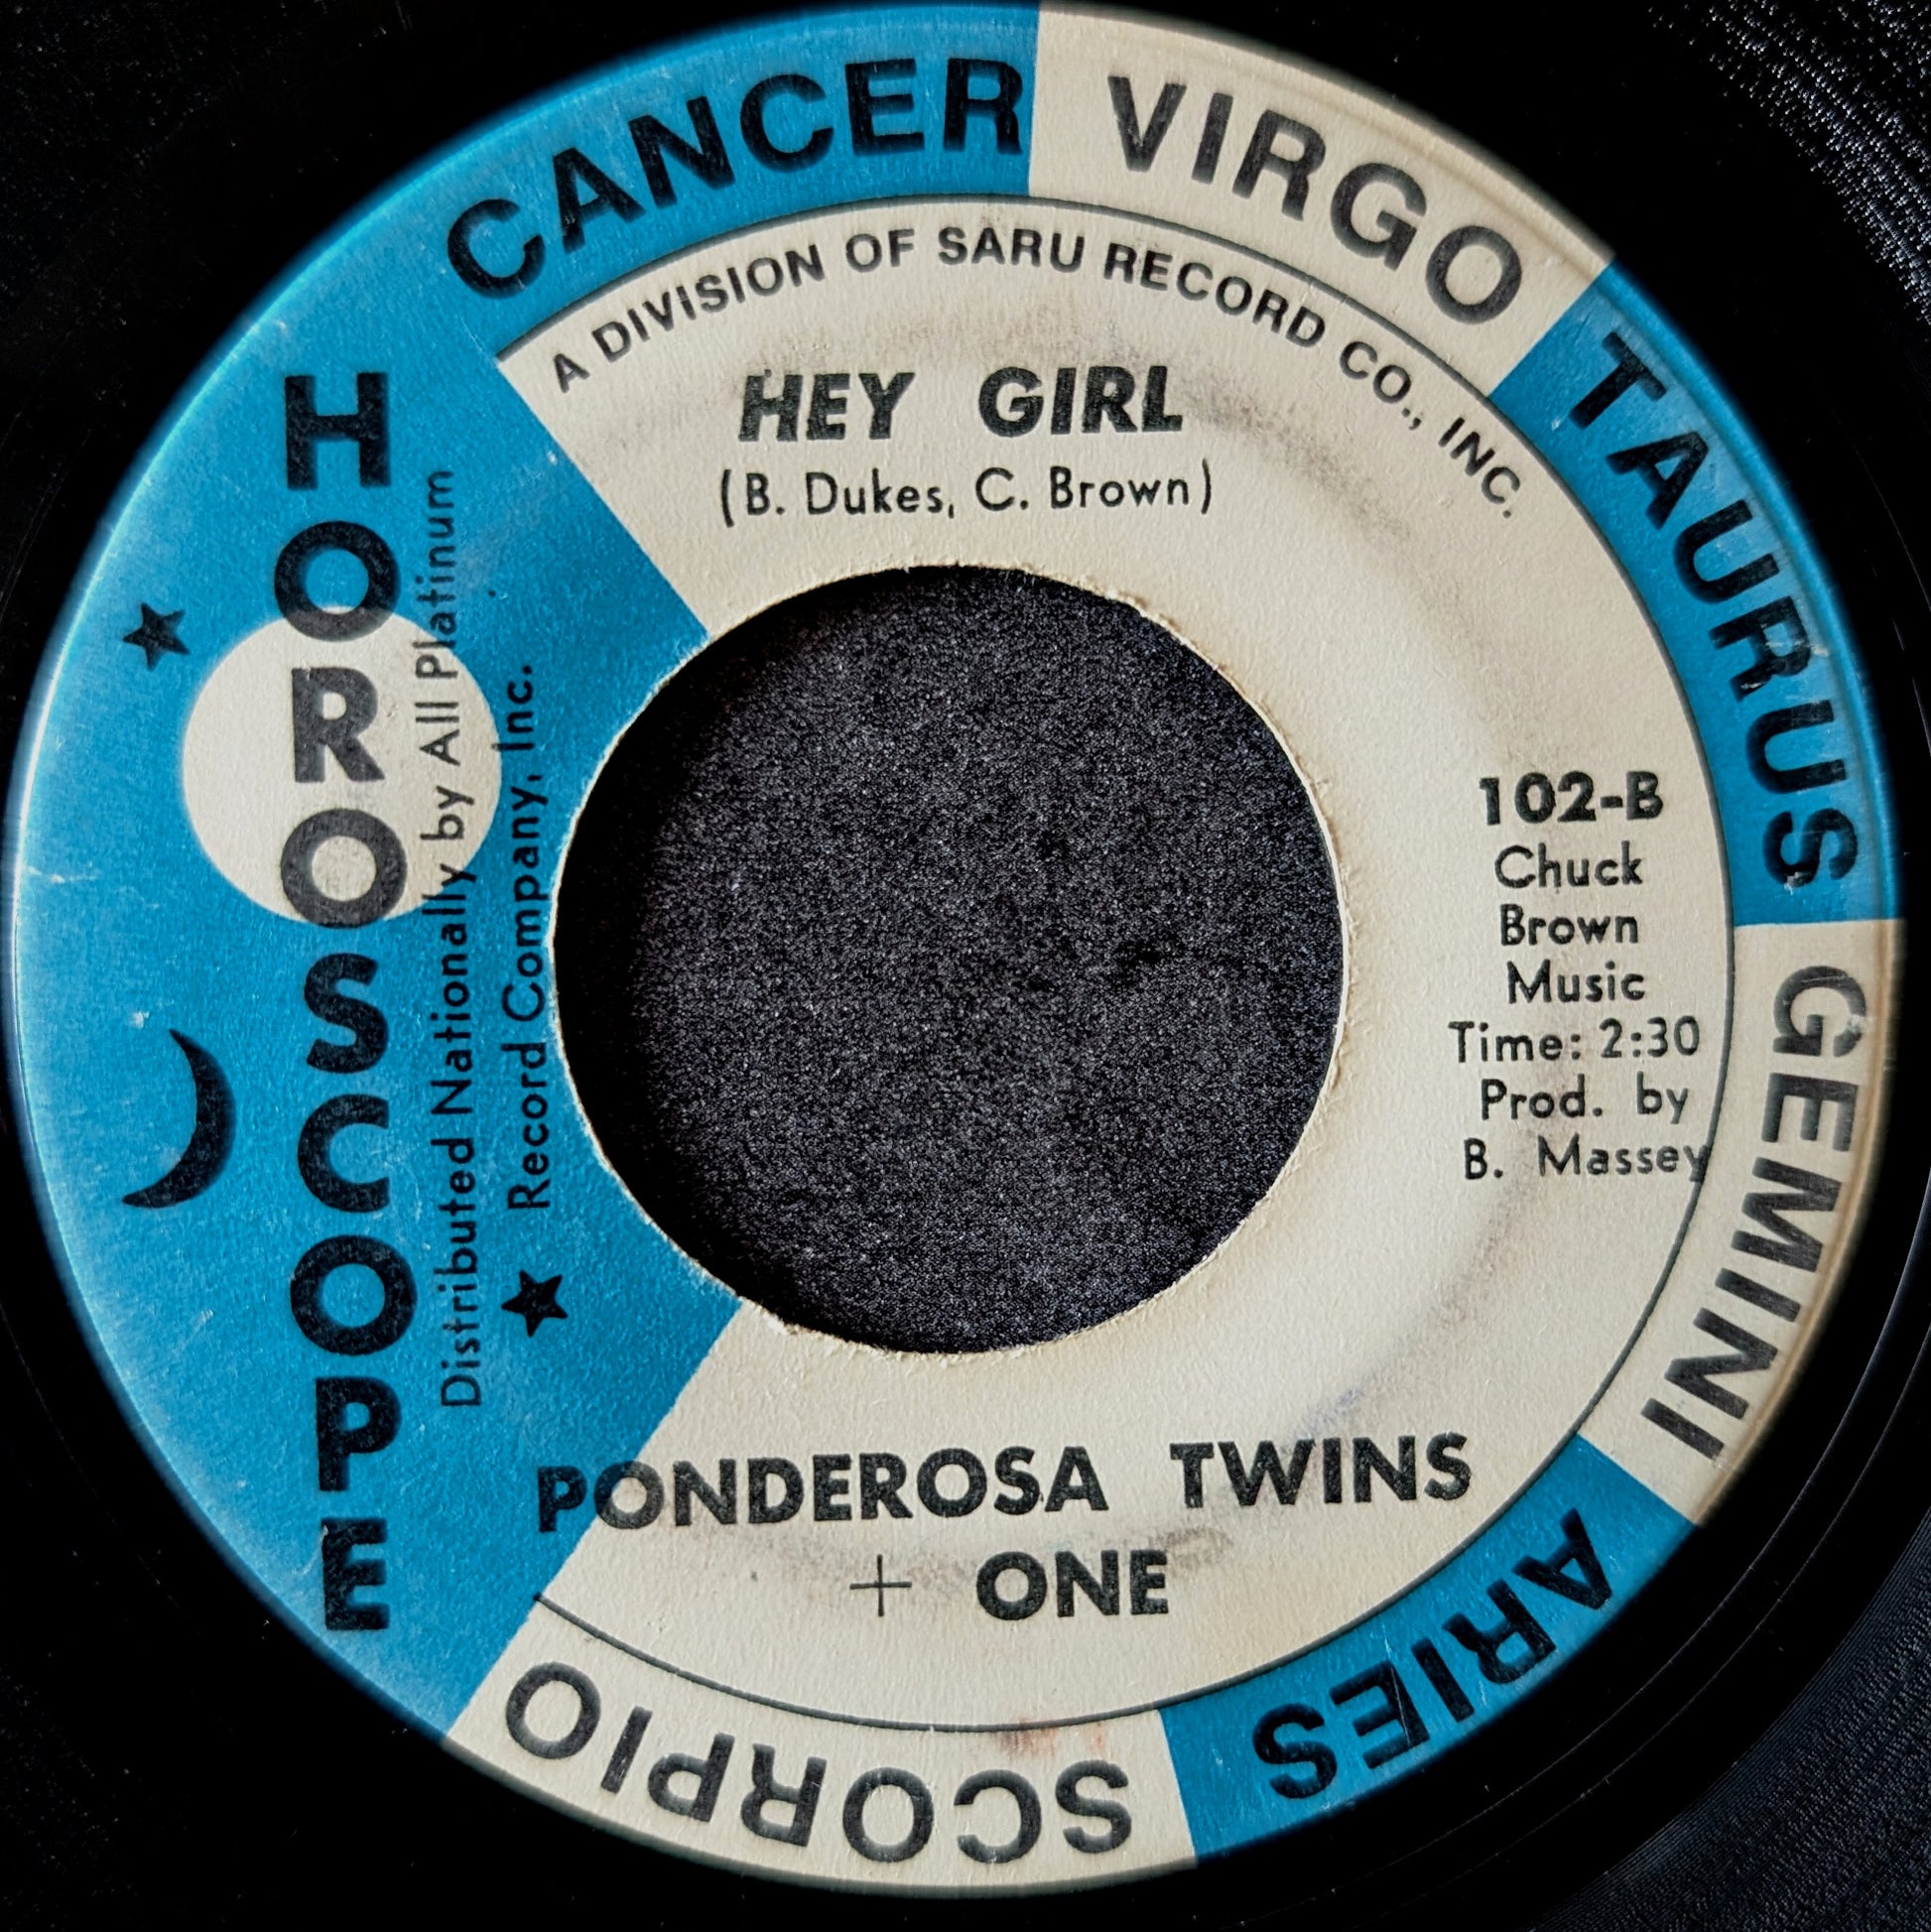 CANCER VIRGO TAURUS GEMINI ARIES SCORPIO
A DIVISION OF SARU RECORD CO., INC.
HOROSCOPE
Distributed Nationally by All Platinum
Record Company, Inc.
HEY GIRL
(B. Dukes, C. Brown)
102-B
Chuck
Brown
Music
Time: 2:30
Prod. by
B. Massey
PONDEROSA TWINS
+ ONE